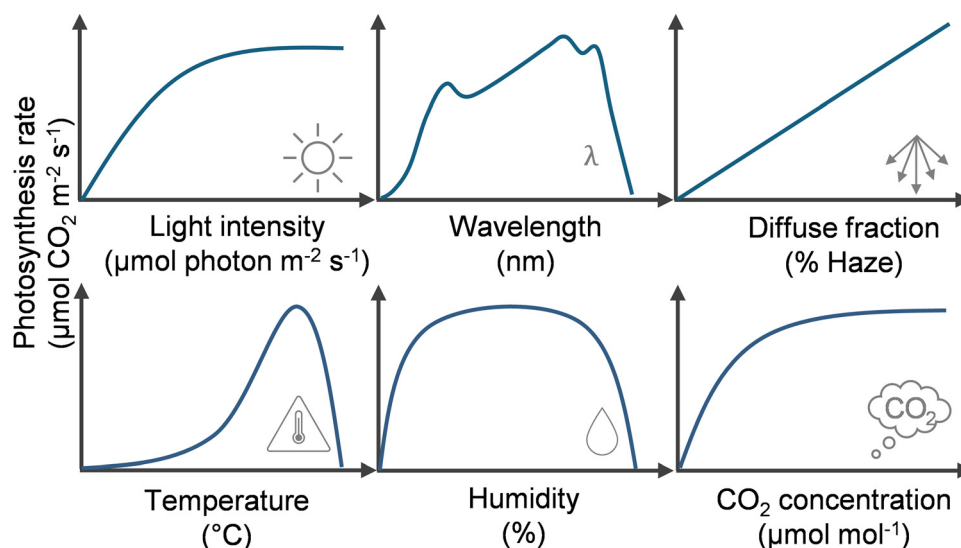 Photosynthesis rate
(µmol CO₂ m⁻² s⁻¹)
λ
Light intensity
(µmol photon m⁻² s⁻¹)
Wavelength
(nm)
Diffuse fraction
(% Haze)
CO₂
Temperature
(°C)
Humidity
(%)
CO₂ concentration
(µmol mol⁻¹)